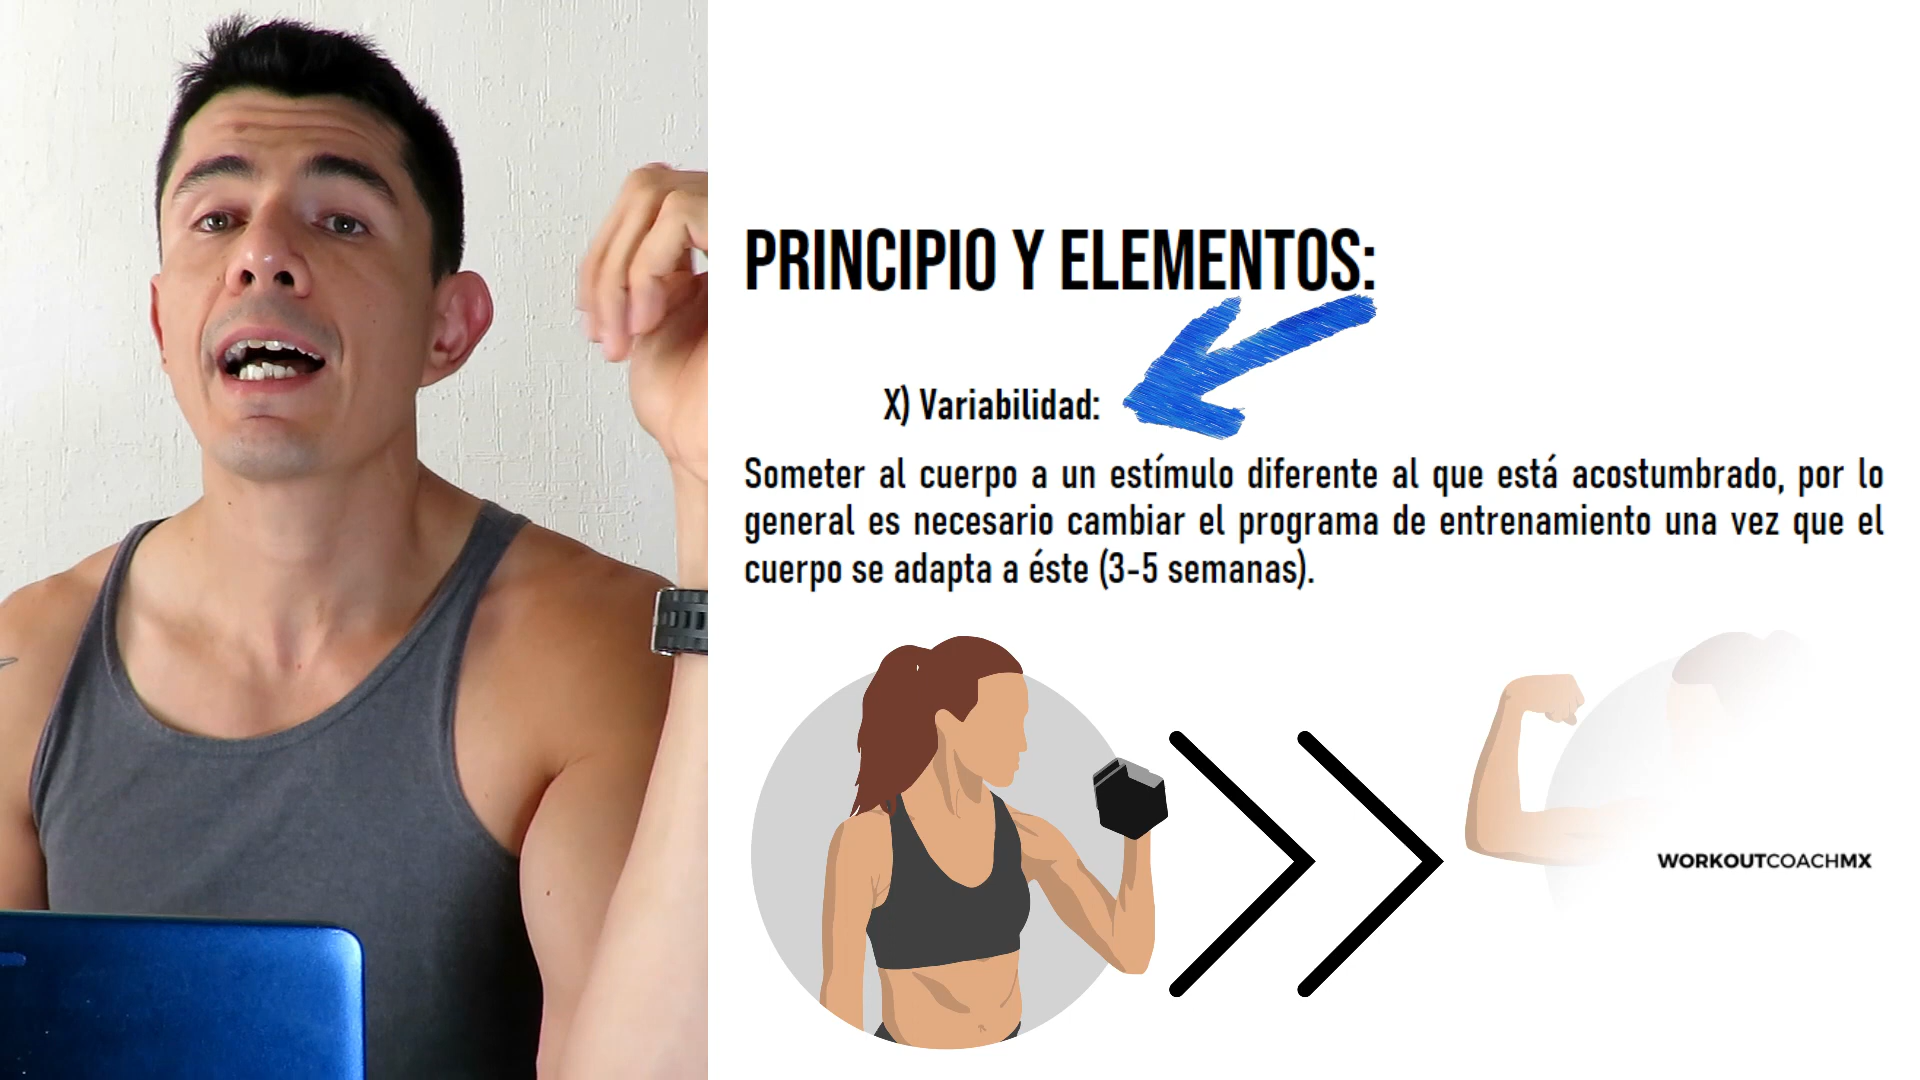 PRINCIPIO Y ELEMENTOS:
X) Variabilidad:
Someter al cuerpo a un estímulo diferente al que está acostumbrado, por lo
general es necesario cambiar el programa de entrenamiento una vez que el
cuerpo se adapta a éste (3-5 semanas).
WORKOUTCOACHMX